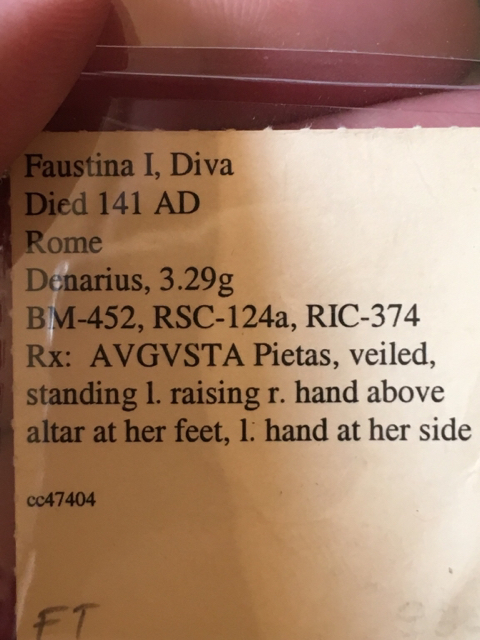 Faustina I, Diva
Died 141 AD
Rome
Denarius, 3.29g
BM-452, RSC-124a, RIC-374
Rx:  AVGVSTA Pietas, veiled,
standing l. raising r. hand above
altar at her feet, l. hand at her side
cc47404
FT